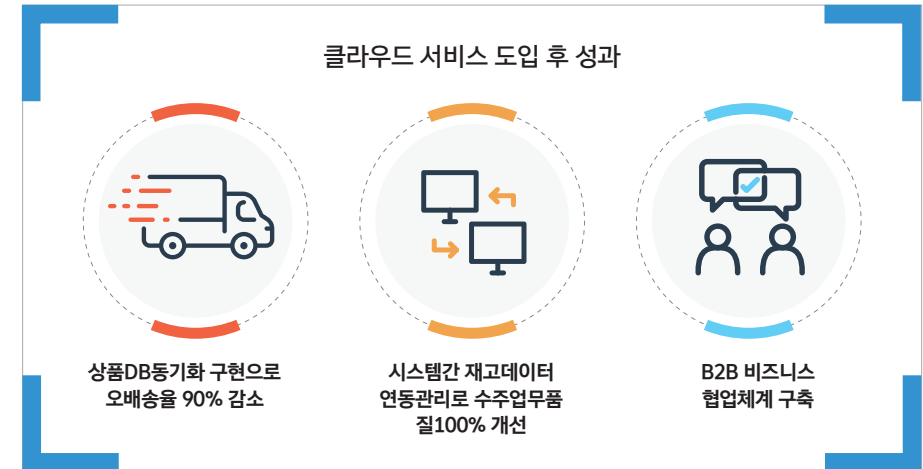 클라우드 서비스 도입 후 성과
상품DB동기화 구현으로
오배송율 90% 감소
시스템간 재고데이터
연동관리로 수주업무품
질100% 개선
B2B 비즈니스
협업체계 구축